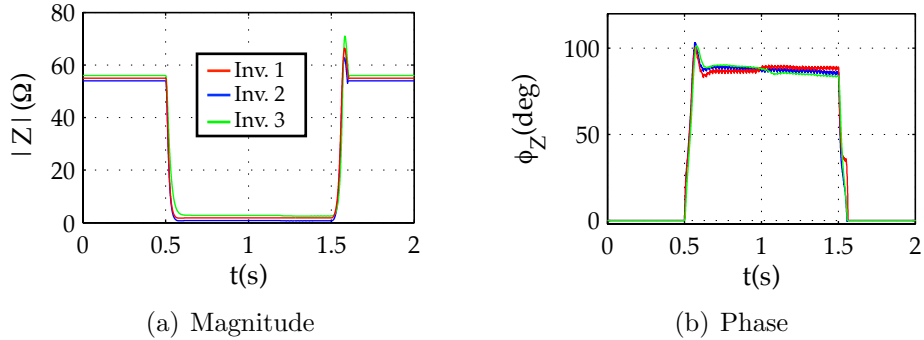 80
60
40
20
0
|Z|(Ω)
Inv. 1
Inv. 2
Inv. 3
0 0.5 1 1.5 2
t(s)
(a) Magnitude
100
50
0
ϕZ(deg
0 0.5 1 1.5 2
t(s)
(b) Phase